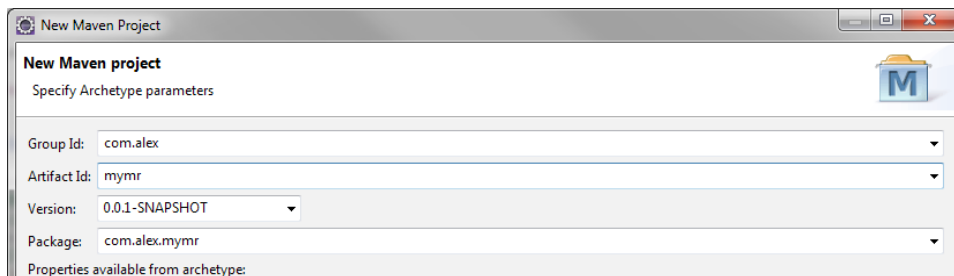 New Maven Project
New Maven project
Specify Archetype parameters
M
Group Id: com.alex
Artifact Id: mymr
Version: 0.0.1-SNAPSHOT
Package: com.alex.mymr
Properties available from archetype: